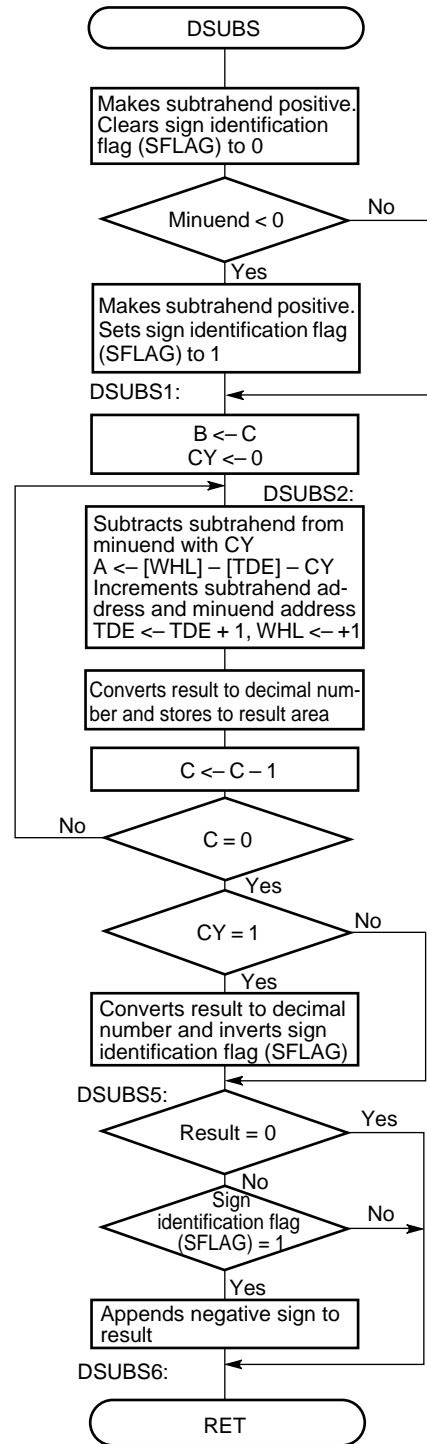 DSUBS
Makes subtrahend positive.
Clears sign identification
flag (SFLAG) to 0
Minuend < 0
No
Yes
Makes subtrahend positive.
Sets sign identification flag
(SFLAG) to 1
DSUBS1:
B <– C
CY <– 0
DSUBS2:
Subtracts subtrahend from
minuend with CY
A <– [WHL] – [TDE] – CY
Increments subtrahend ad-
dress and minuend address
TDE <– TDE + 1, WHL <– +1
Converts result to decimal num-
ber and stores to result area
C <– C – 1
No
C = 0
Yes
CY = 1
No
Yes
Converts result to decimal
number and inverts sign
identification flag (SFLAG)
DSUBS5:
Result = 0
Yes
No
Sign
identification flag
(SFLAG) = 1
No
Yes
Appends negative sign to
result
DSUBS6:
RET